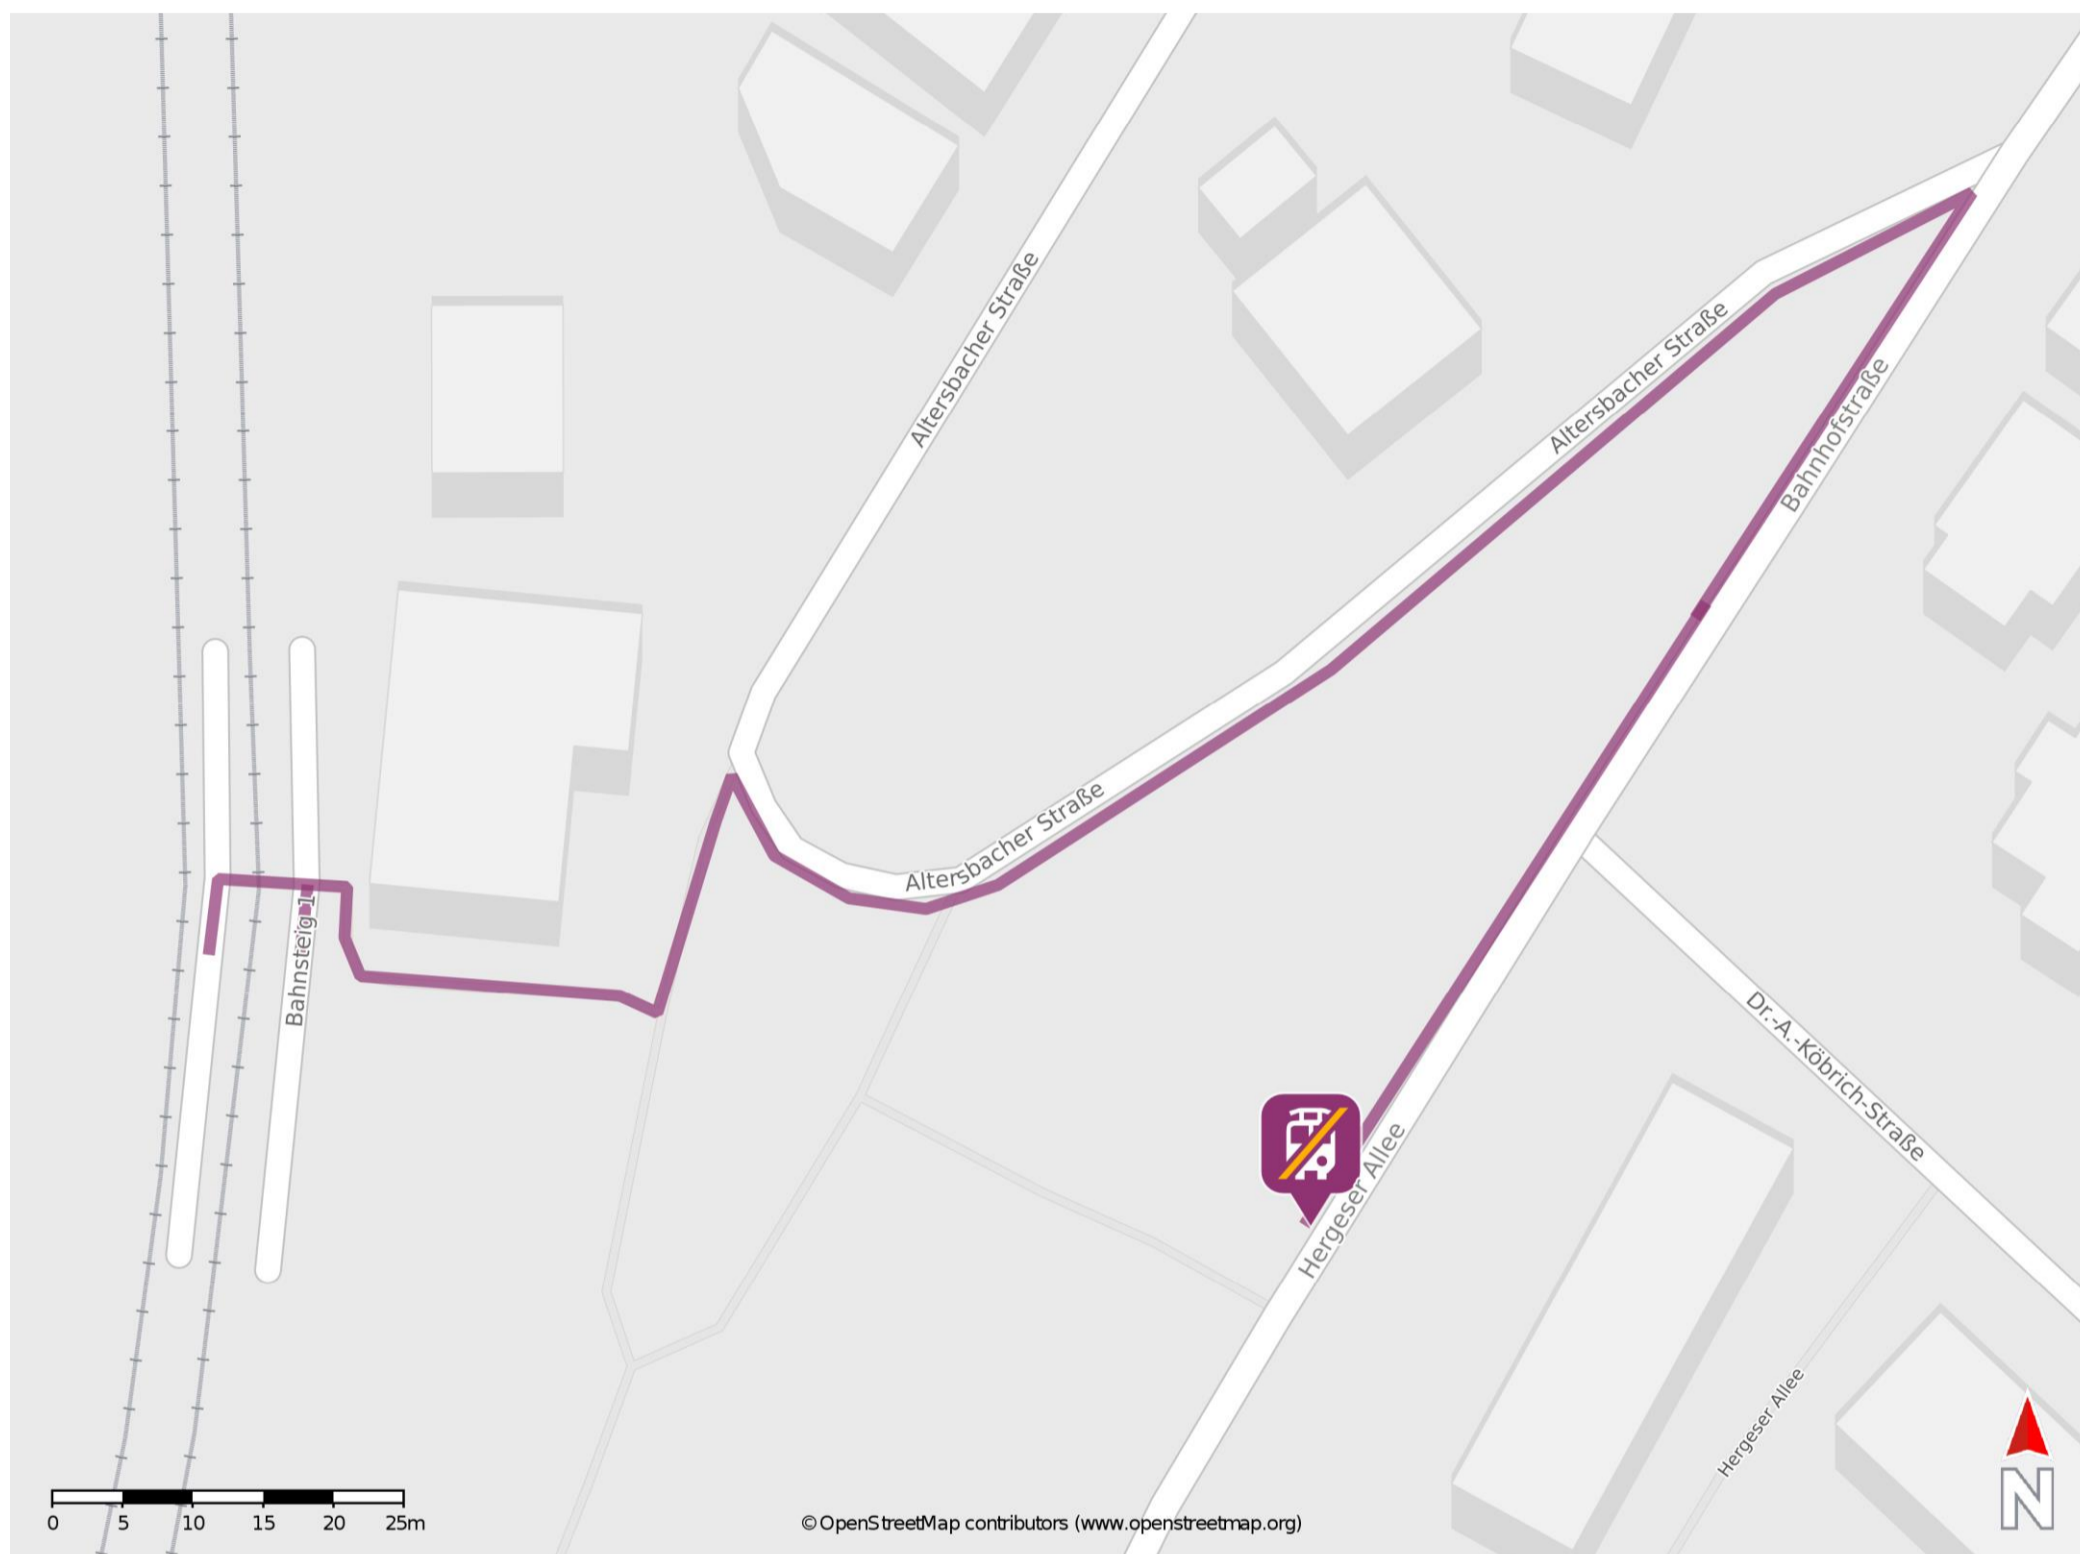 Altersbacher Straße
Altersbacher Straße
Bahnhofstraße
Altersbacher Straße
Bahnsteig 1
Dr.-A.-Köbrich-Straße
Hergeser Allee
Hergeser Allee
0 5 10 15 20 25m
© OpenStreetMap contributors (www.openstreetmap.org)
N